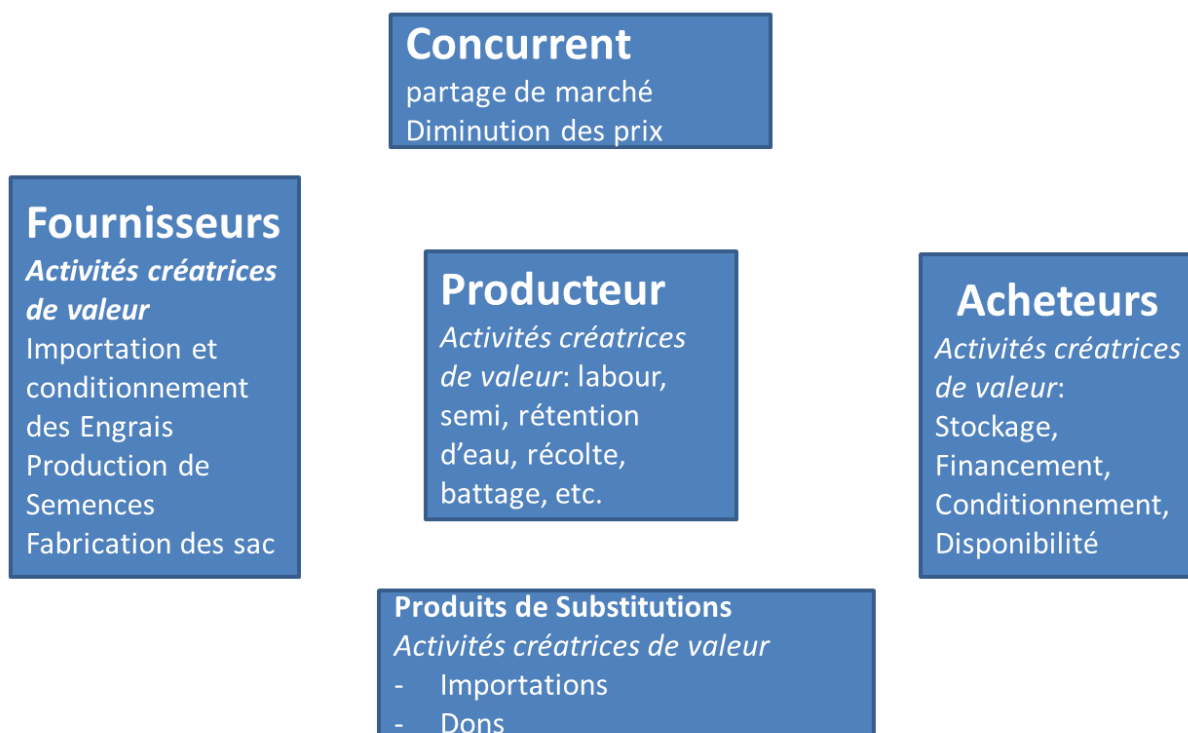 Concurrent
partage de marché
Diminution des prix
Fournisseurs
Activités créatrices
de valeur
Importation et
conditionnement
des Engrais
Production de
Semences
Fabrication des sac
Producteur
Activités créatrices
de valeur: labour,
semi, rétention
d’eau, récolte,
battage, etc.
Acheteurs
Activités créatrices
de valeur:
Stockage,
Financement,
Conditionnement,
Disponibilité
Produits de Substitutions
Activités créatrices de valeur
- Importations
- Dons